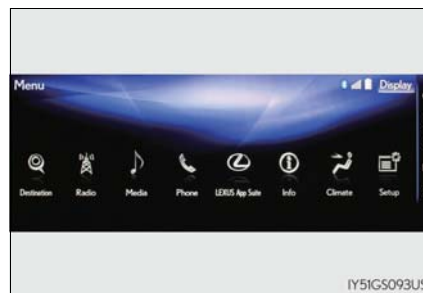 Menu Display
Destination Radio Media Phone LEXUS App Suite Info Climate Setup
IY51GS093US